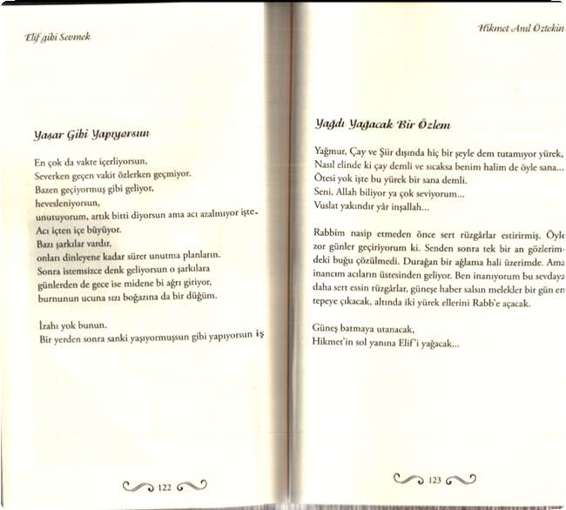 Elif gibi Sevmek
Yaşar Gibi Yapıyorsun
En çok da vakte içerliyorsun,
Severken geçen vakit özlerken geçmiyor.
Bazen geçiyormuş gibi geliyor,
hevesleniyorsun,
unutuyorum, artık bitti diyorsun ama acı azalmıyor işte.
Acı içten içe büyüyor.
Bazı şarkılar vardır,
onları dinleyene kadar sürer unutma planların.
Sonra istemsizce denk geliyorsun o şarkılara
günlerden de gece ise midene bi ağrı giriyor,
burnunun ucuna sızı boğazına da bir düğüm.
İzahı yok bunun.
Bir yerden sonra sanki yaşıyormuşsun gibi yapıyorsun iş
122
Hikmet Anıl Öztekin
Yağdı Yağacak Bir Özlem
Yağmur, Çay ve Şiir dışında hiç bir şeyle dem tutamıyor yürek,
Nasıl elinde ki çay demli ve sıcaksa benim halim de öyle sana...
Ötesi yok işte bu yürek bir sana demli.
Seni, Allah biliyor ya çok seviyorum...
Vuslat yakındır yâr inşallah...
Rabbim nasip etmeden önce sert rüzgârlar estirirmiş. Öyle
zor günler geçiriyorum ki. Senden sonra tek bir an gözlerim-
deki buğu çözülmedi. Durağan bir ağlama hali üzerimde. Ama
inancım acıların üstesinden geliyor. Ben inanıyorum bu sevdaya
daha sert essin rüzgârlar, güneşe haber salsın melekler bir gün en
tepeye çıkacak, altında iki yürek ellerini Rabb'e açacak.
Güneş batmaya utanacak,
Hikmet'in sol yanına Elif'i yağacak...
123